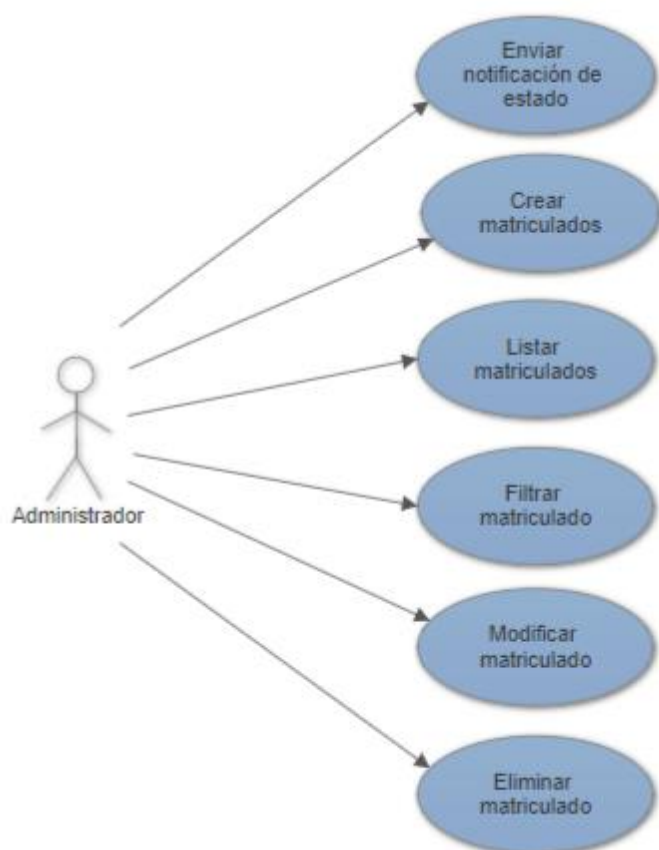 Enviar
notificación de
estado
Crear
matriculados
Listar
matriculados
Filtrar
matriculado
Modificar
matriculado
Eliminar
matriculado
Administrador